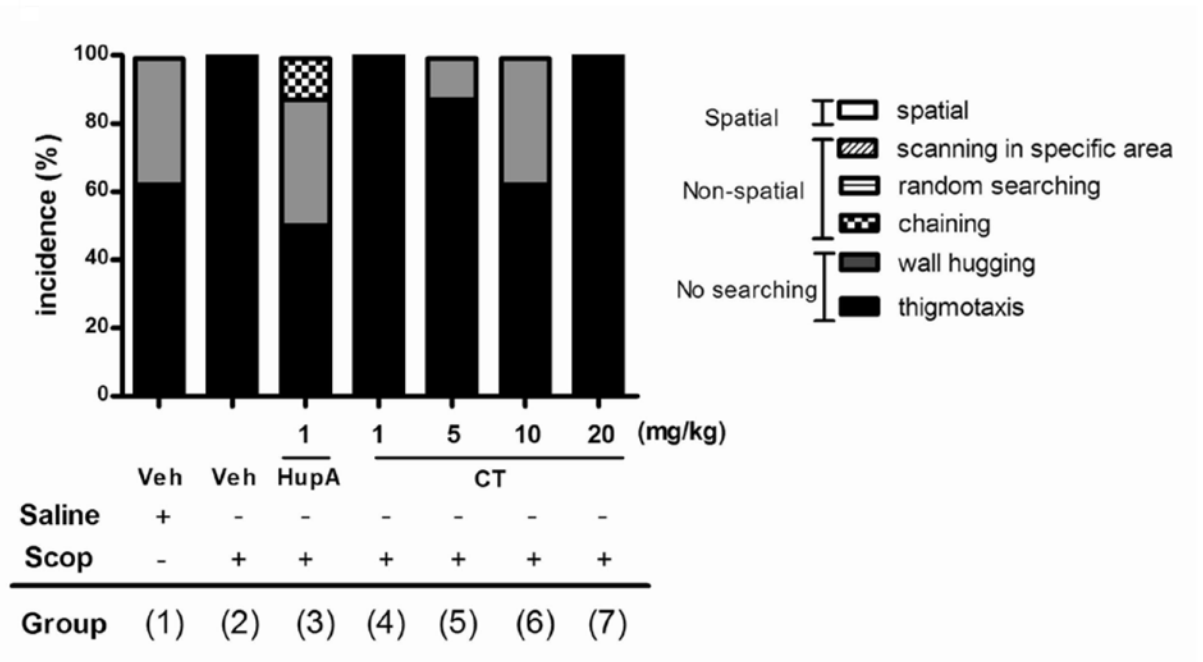 incidence (%)
100
80
60
40
20
0
1 1 5 10 20 (mg/kg)
Veh Veh HupA CT
Saline + - - - - - -
Scop - + + + + + +
Group (1) (2) (3) (4) (5) (6) (7)
Spatial
spatial
Non-spatial
scanning in specific area
random searching
chaining
No searching
wall hugging
thigmotaxis